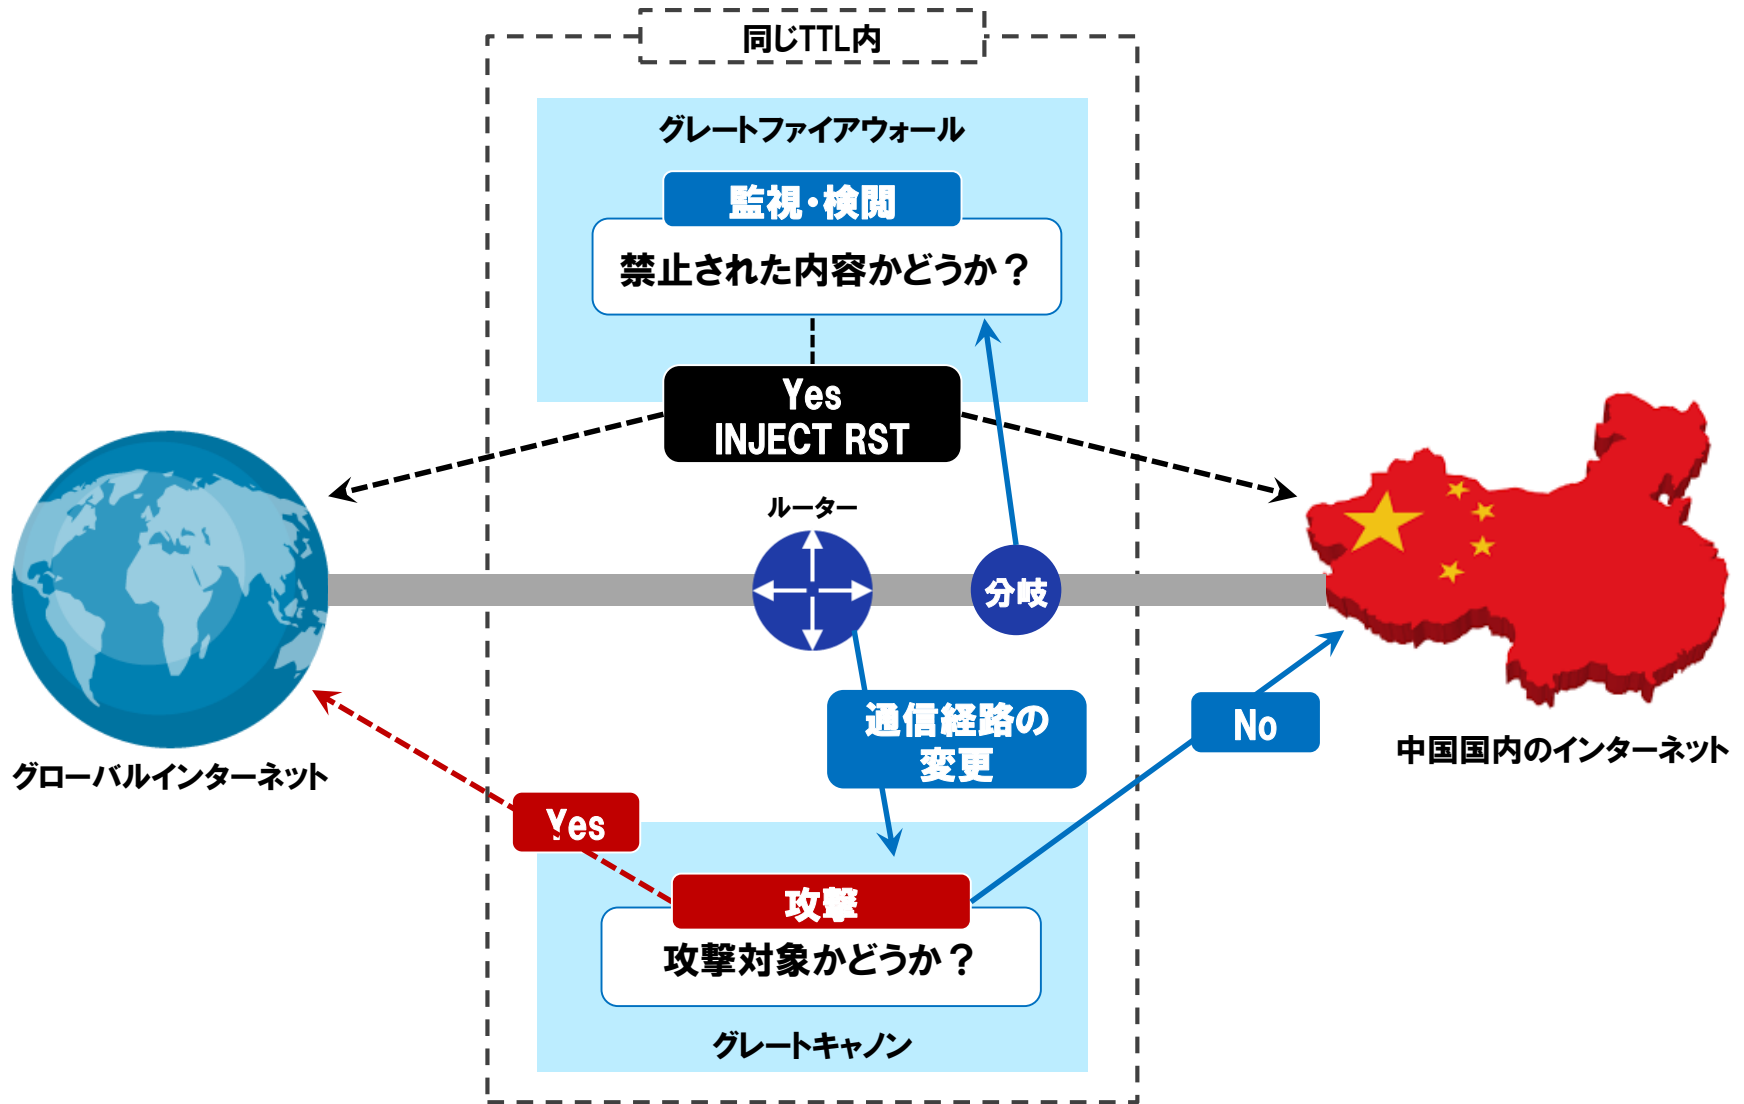 同じTTL内
グレートファイアウォール
監視・検閲
禁止された内容かどうか？
Yes
INJECT RST
ルーター
分岐
通信経路の
変更
No
中国国内のインターネット
グローバルインターネット
Yes
攻撃
攻撃対象かどうか？
グレートキャノン